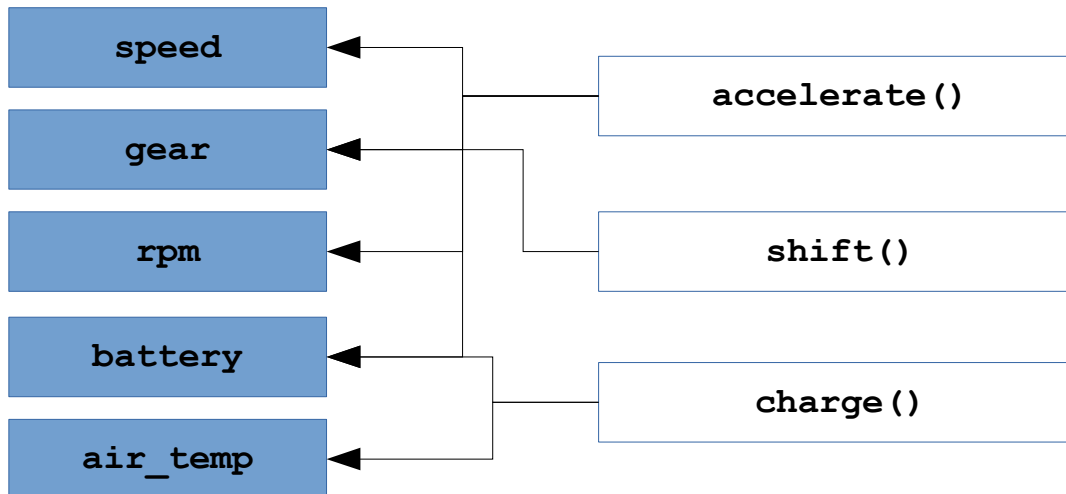 speed
gear
rpm
battery
air_temp
accelerate()
shift()
charge()